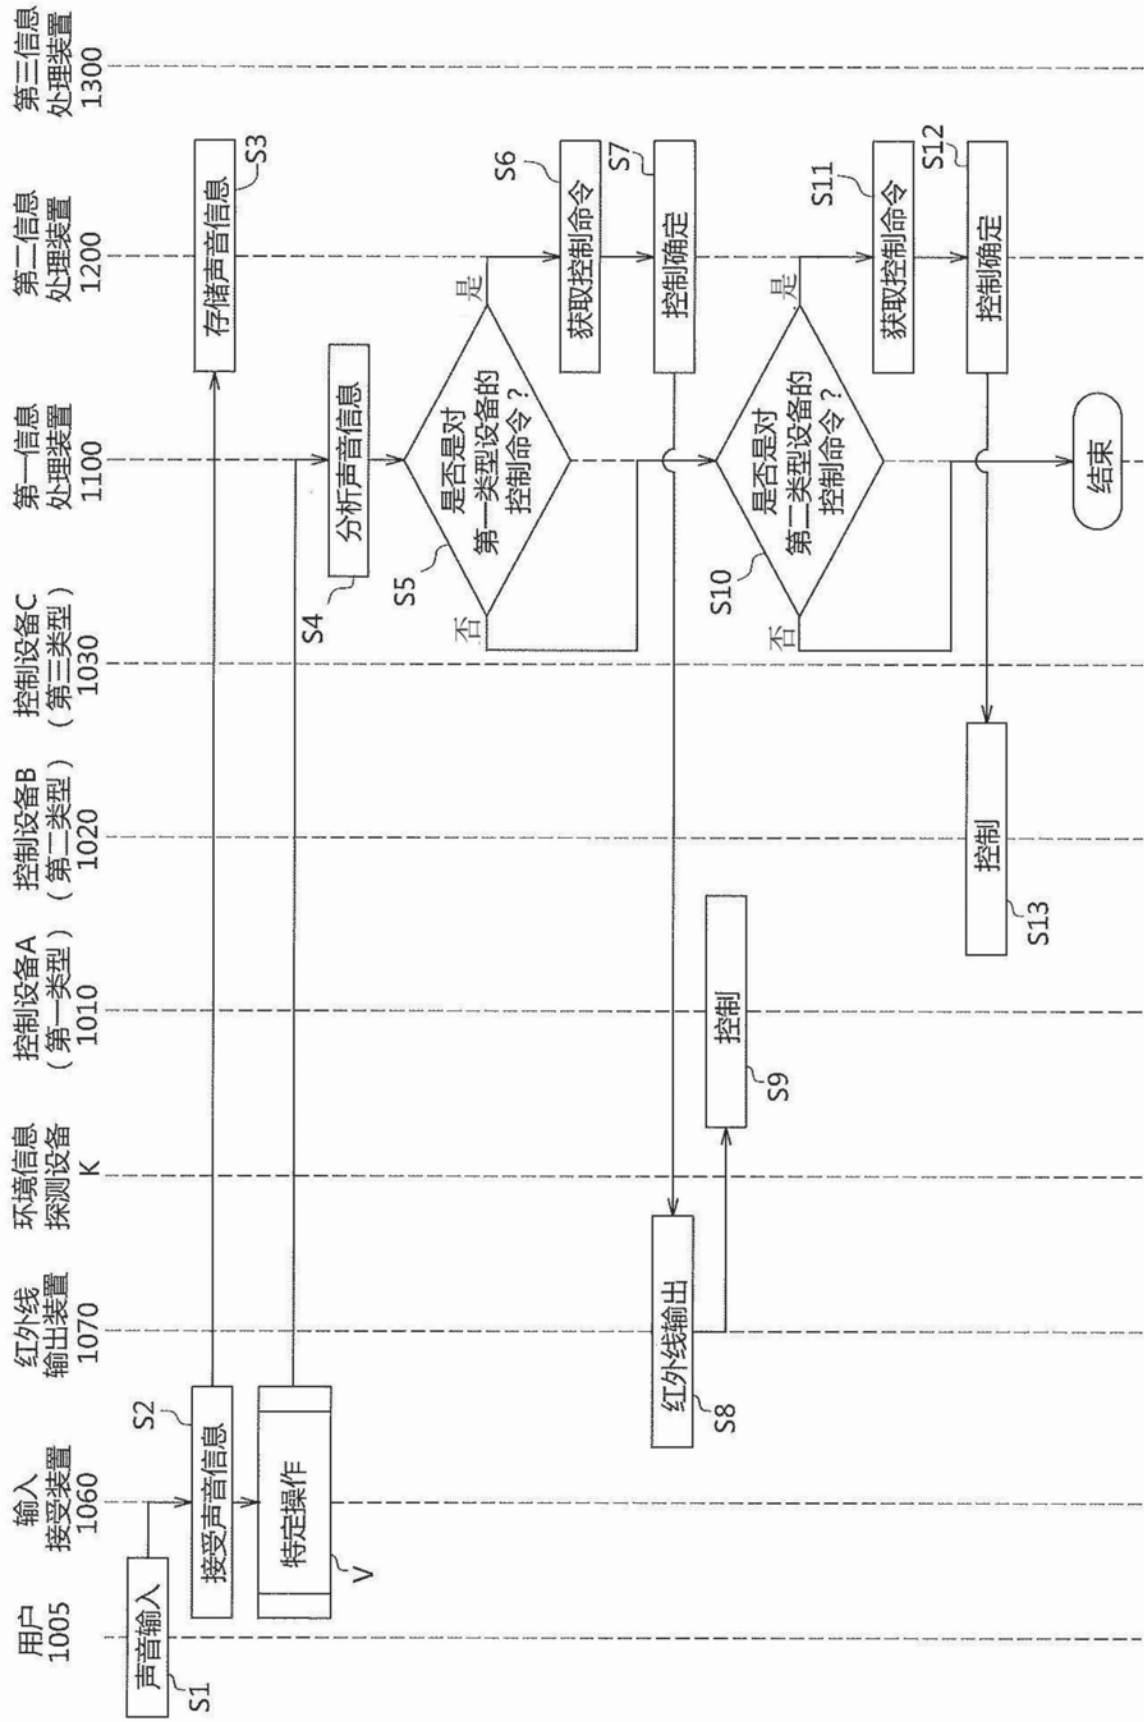 用户
1005
输入
接受装置
1060
红外线
输出装置
1070
环境信息
探测设备
K
控制设备A
(第一类型)
1010
控制设备B
(第二类型)
1020
控制设备C
(第三类型)
1030
第一信息
处理装置
1100
第二信息
处理装置
1200
第三信息
处理装置
1300
声音输入
S1
S2
接受声音信息
存储声音信息
S3
特定操作
V
S4
分析声音信息
S5
是否是对
第一类型设备的
控制命令?
是
否
S6
获取控制命令
S7
控制确定
红外线输出
S8
控制
S9
S10
是否是对
第二类型设备的
控制命令?
是
否
S11
获取控制命令
S12
控制确定
控制
S13
结束